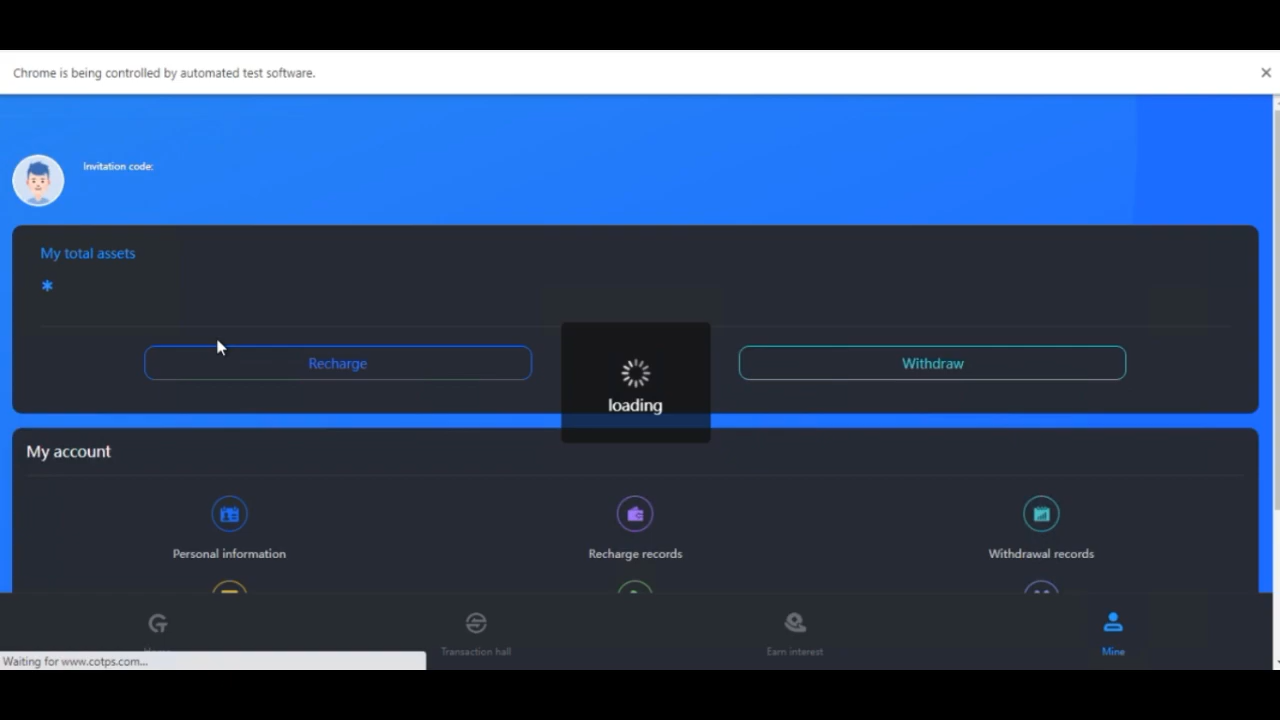 Chrome is being controlled by automated test software.
Invitation code:
My total assets
*
Recharge
Withdraw
loading
My account
Personal information
Recharge records
Withdrawal records
Transaction hall
Earn interest
Mine
Waiting for www.cotps.com...